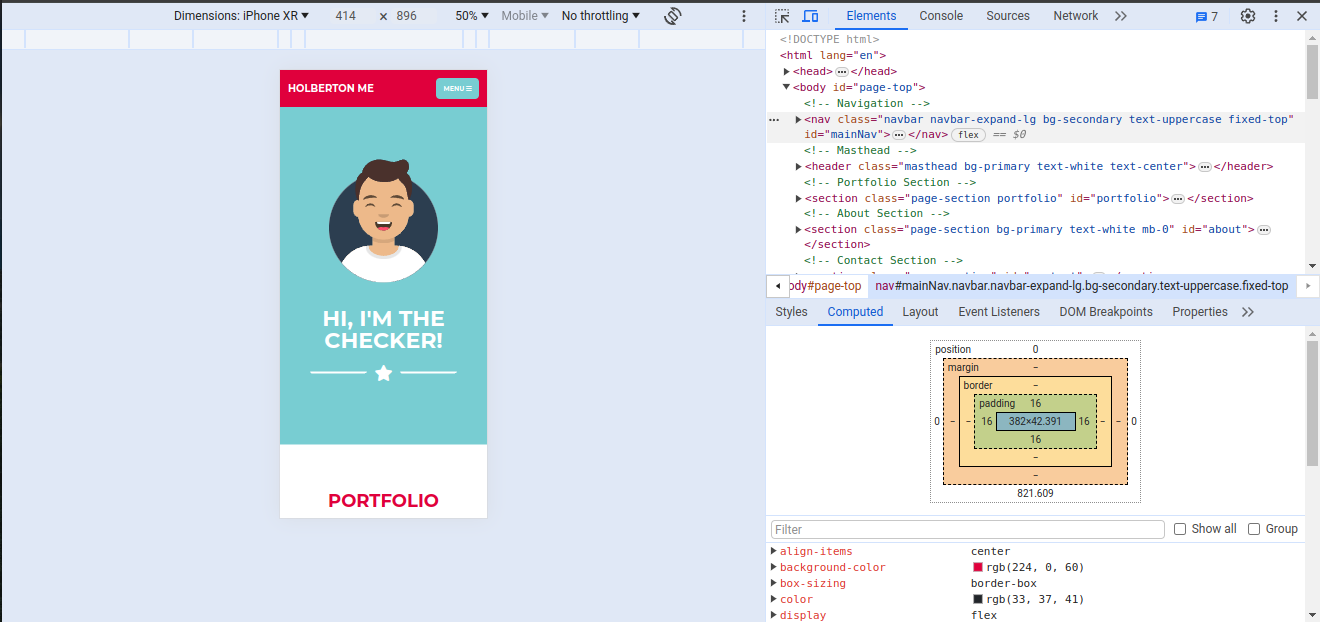 Dimensions: iPhone XR 414 × 896 50% Mobile No throttling
Elements Console Sources Network 7
HOLBERTON ME
MENU
HI, I'M THE
CHECKER!
PORTFOLIO
<!DOCTYPE html>
<html lang="en">
<head>…</head>
<body id="page-top">
<!-- Navigation -->
<nav class="navbar navbar-expand-lg bg-secondary text-uppercase fixed-top"
id="mainNav">…</nav> flex == $0
<!-- Masthead -->
<header class="masthead bg-primary text-white text-center">…</header>
<!-- Portfolio Section -->
<section class="page-section portfolio" id="portfolio">…</section>
<!-- About Section -->
<section class="page-section bg-primary text-white mb-0" id="about">…
</section>
<!-- Contact Section -->
ody#page-top nav#mainNav.navbar.navbar-expand-lg.bg-secondary.text-uppercase.fixed-top
Styles Computed Layout Event Listeners DOM Breakpoints Properties
position 0
margin –
border –
padding 16
0 – – 16 382×42.391 16 – – 0
16
–
–
821.609
Filter Show all Group
align-items center
background-color rgb(224, 0, 60)
box-sizing border-box
color rgb(33, 37, 41)
display flex